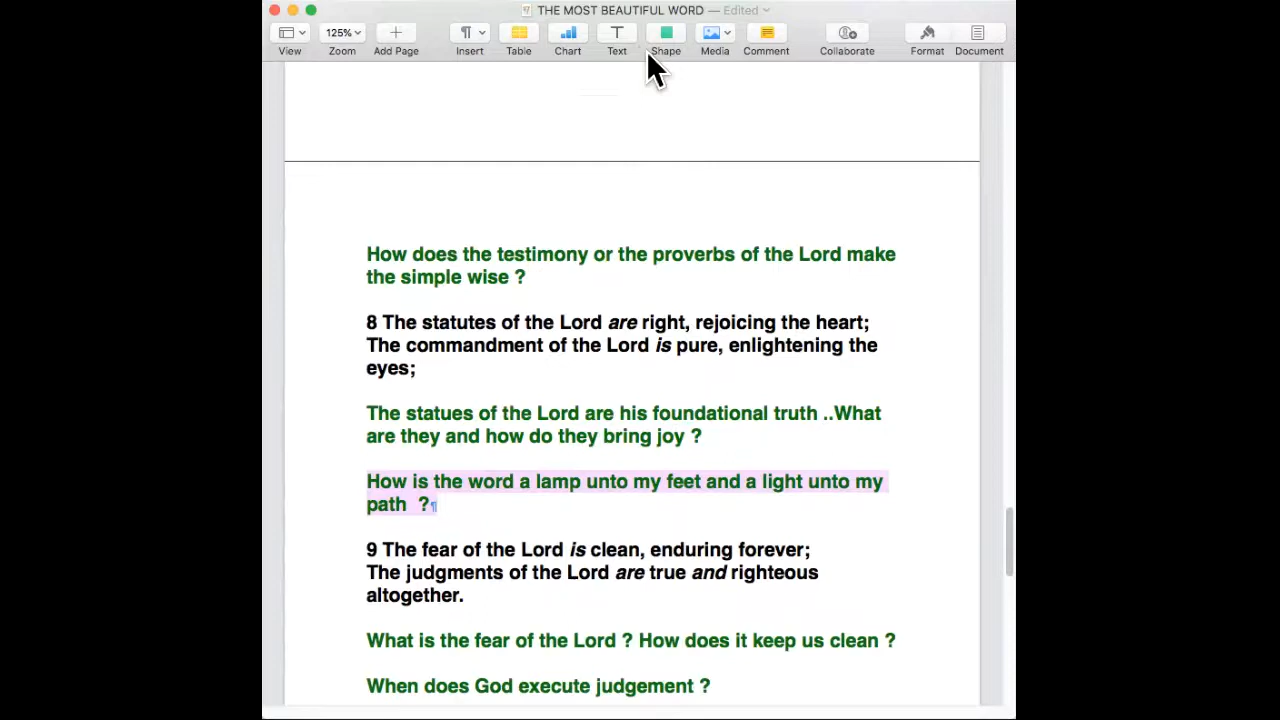 THE MOST BEAUTIFUL WORD — Edited
125%
View Zoom Add Page Insert Table Chart Text Shape Media Comment Collaborate Format Document
How does the testimony or the proverbs of the Lord make
the simple wise ?
8 The statutes of the Lord are right, rejoicing the heart;
The commandment of the Lord is pure, enlightening the
eyes;
The statues of the Lord are his foundational truth ..What
are they and how do they bring joy ?
How is the word a lamp unto my feet and a light unto my
path ?¶
9 The fear of the Lord is clean, enduring forever;
The judgments of the Lord are true and righteous
altogether.
What is the fear of the Lord ? How does it keep us clean ?
When does God execute judgement ?